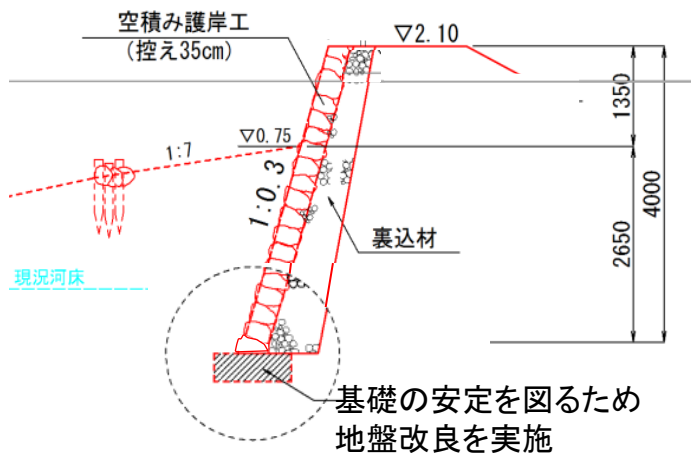 空積み護岸工
(控え35cm)
▽2.10
1350
▽0.75
1:7
1:0.3
4000
2650
裏込材
現況河床
基礎の安定を図るため
地盤改良を実施